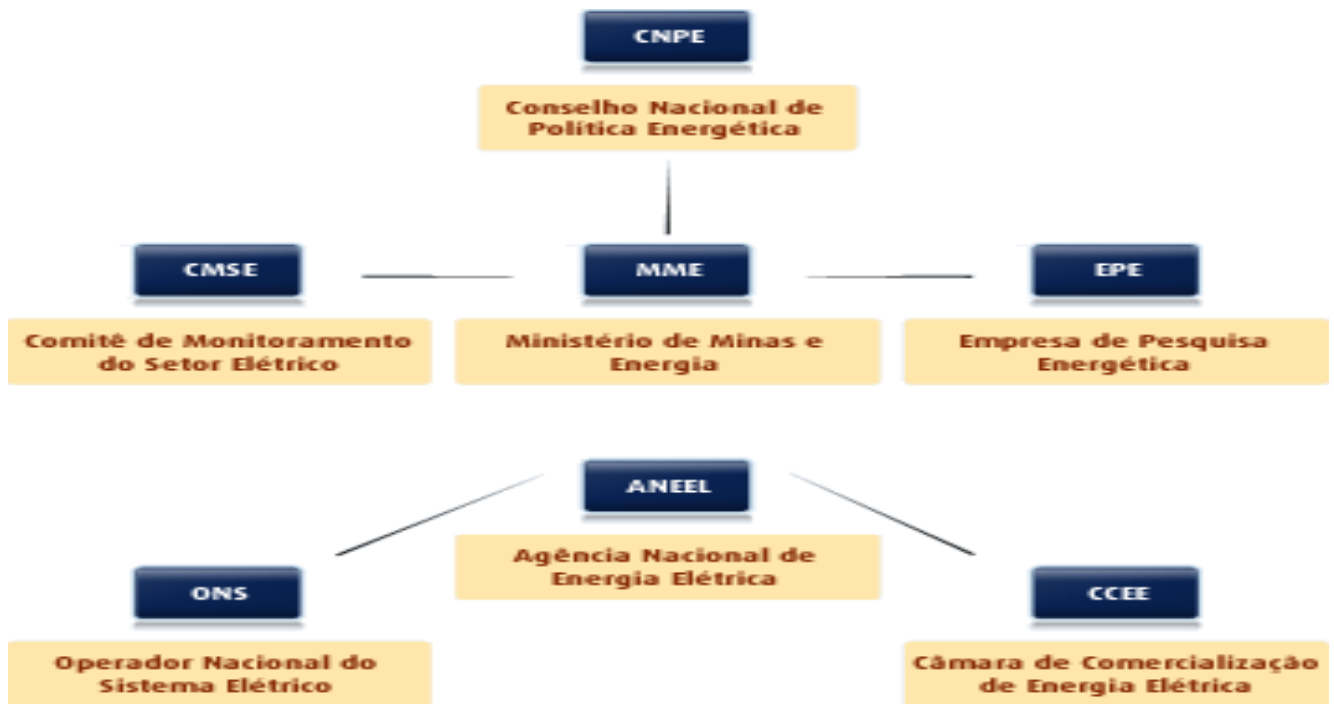 CNPE
Conselho Nacional de
Política Energética
CMSE
MME
EPE
Comitê de Monitoramento
do Setor Elétrico
Ministério de Minas e
Energia
Empresa de Pesquisa
Energética
ANEEL
Agência Nacional de
Energia Elétrica
ONS
CCEE
Operador Nacional do
Sistema Elétrico
Câmara de Comercialização
de Energia Elétrica